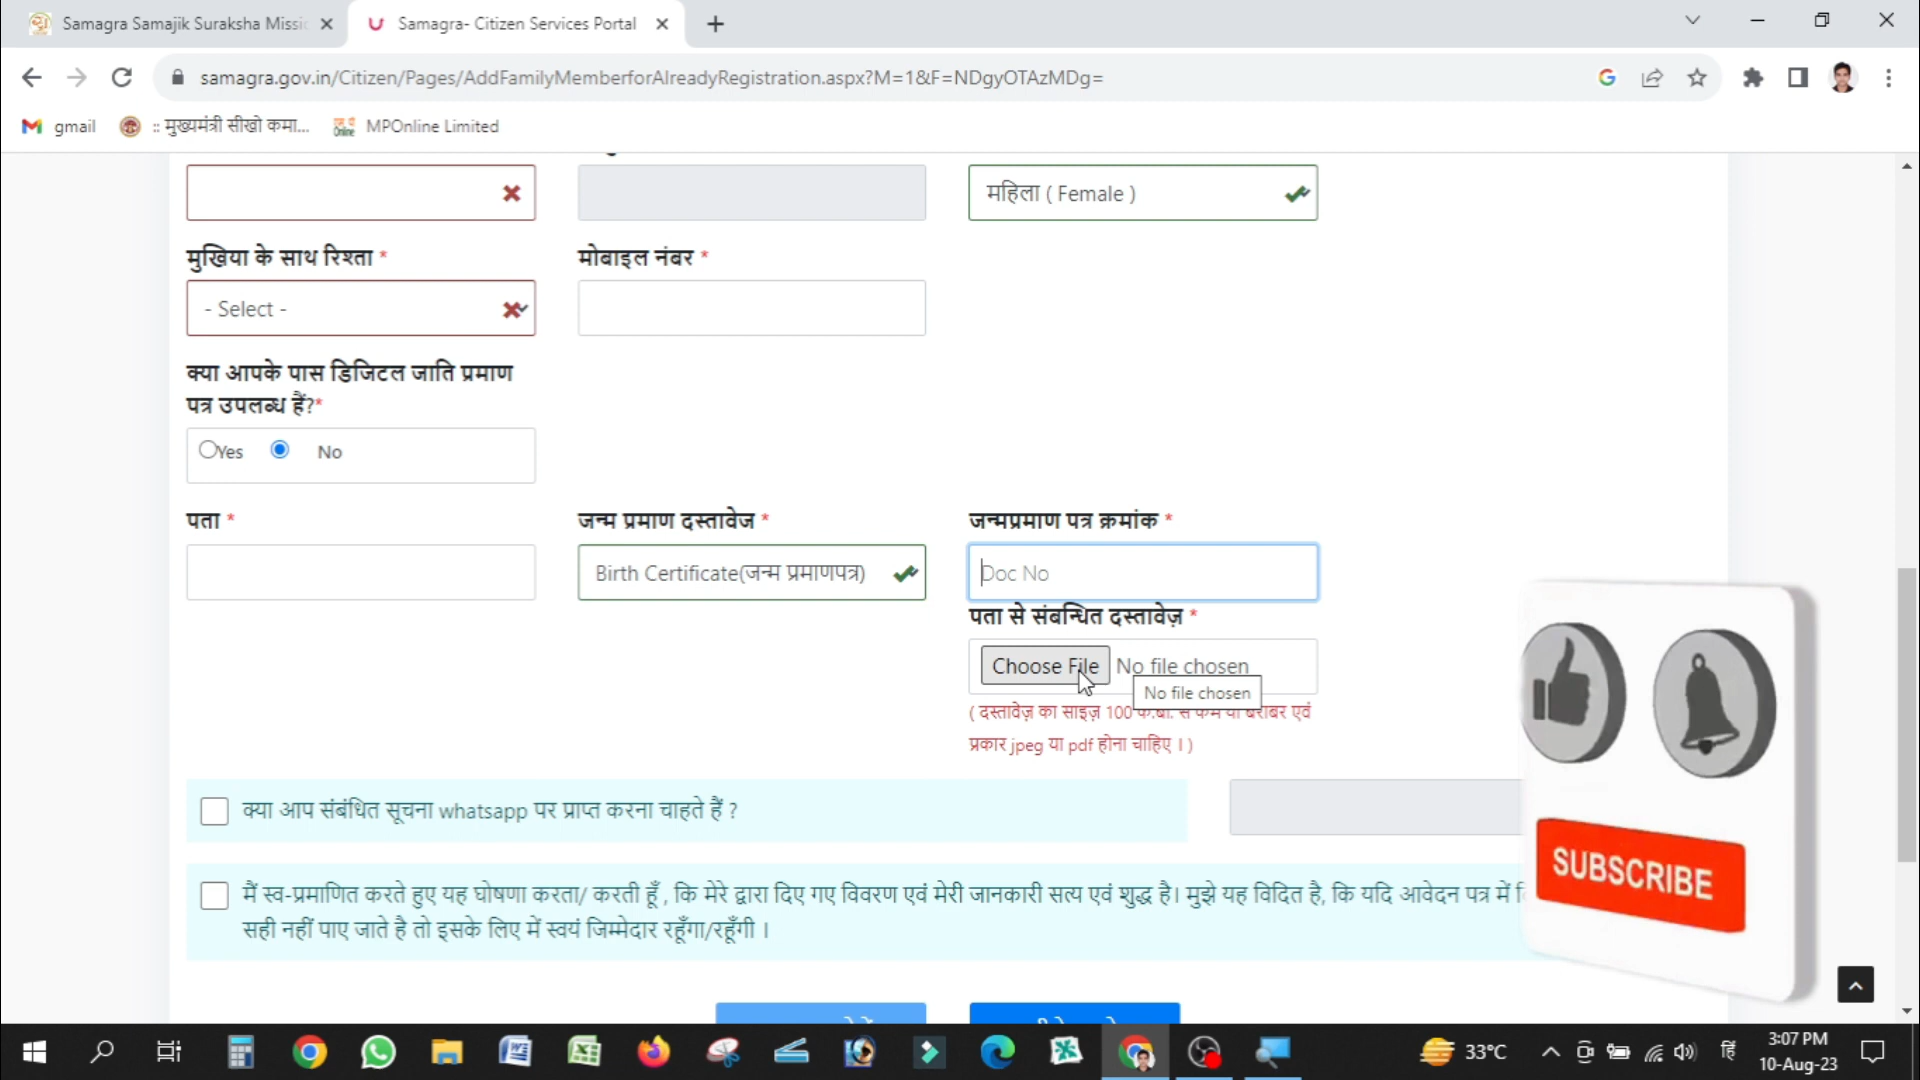 Samagra Samajik Suraksha Missic
Samagra- Citizen Services Portal
samagra.gov.in/Citizen/Pages/AddFamilyMemberforAlreadyRegistration.aspx?M=1&F=NDgyOTAzMDg=
gmail
:: मुख्यमंत्री सीखो कमा...
MPOnline Limited
महिला ( Female )
मुखिया के साथ रिश्ता *
मोबाइल नंबर *
- Select -
क्या आपके पास डिजिटल जाति प्रमाण
पत्र उपलब्ध हैं?*
Yes No
पता *
जन्म प्रमाण दस्तावेज *
जन्मप्रमाण पत्र क्रमांक *
Birth Certificate(जन्म प्रमाणपत्र)
Doc No
पता से संबन्धित दस्तावेज़ *
Choose File No file chosen
No file chosen
( दस्तावेज़ का साइज़ 100 के.बी. से कम या बराबर एवं
प्रकार jpeg या pdf होना चाहिए । )
क्या आप संबंधित सूचना whatsapp पर प्राप्त करना चाहते हैं ?
मैं स्व-प्रमाणित करते हुए यह घोषणा करता/ करती हूँ , कि मेरे द्वारा दिए गए विवरण एवं मेरी जानकारी सत्य एवं शुद्ध है। मुझे यह विदित है, कि यदि आवेदन पत्र में
सही नहीं पाए जाते है तो इसके लिए में स्वयं जिम्मेदार रहूँगा/रहूँगी ।
SUBSCRIBE
33°C
हिं
3:07 PM
10-Aug-23